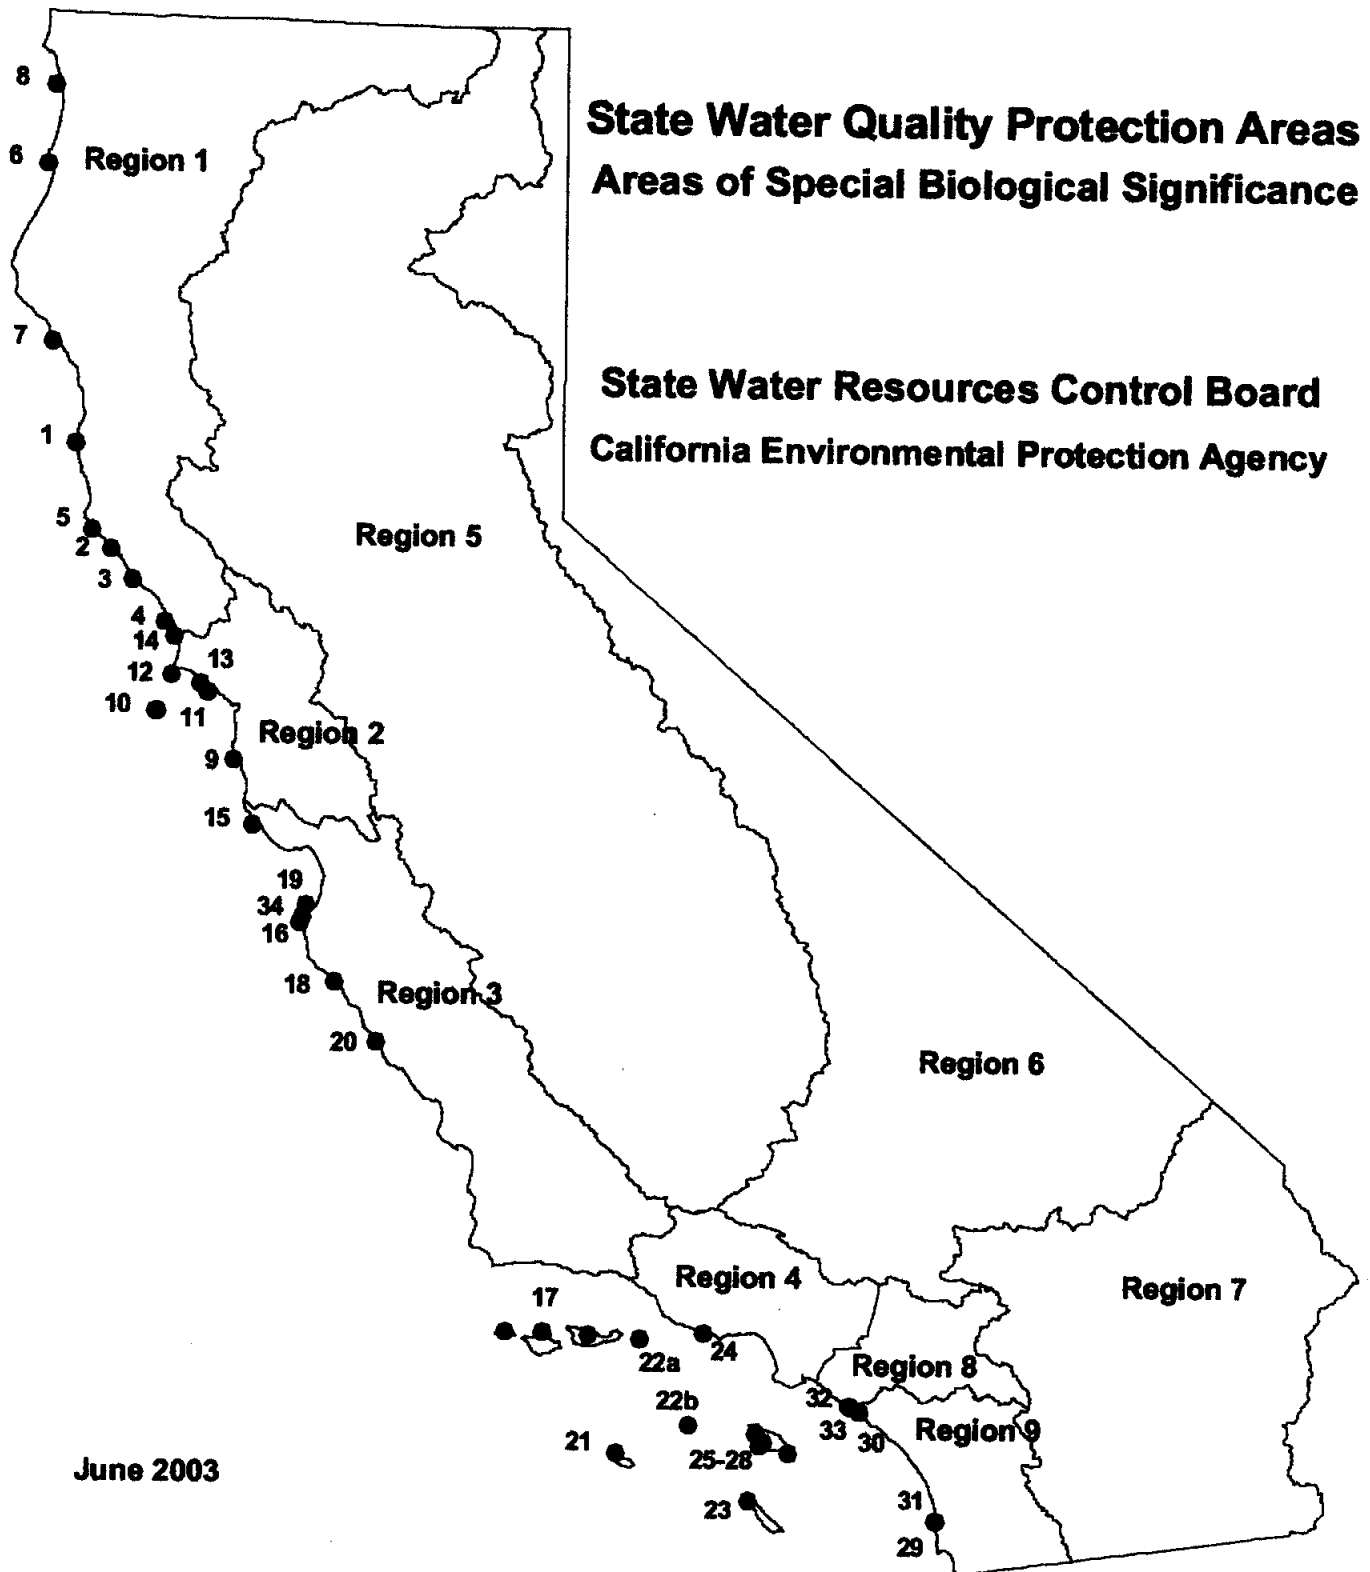 State Water Quality Protection Areas
Areas of Special Biological Significance
State Water Resources Control Board
California Environmental Protection Agency
8
6
Region 1
7
1
5
Region 5
2
3
4
14
13
12
10
11
Region 2
9
15
19
34
16
18
Region 3
20
Region 6
Region 4
Region 7
17
22a
24
Region 8
22b
32
33
30
Region 9
21
25-28
June 2003
23
31
29